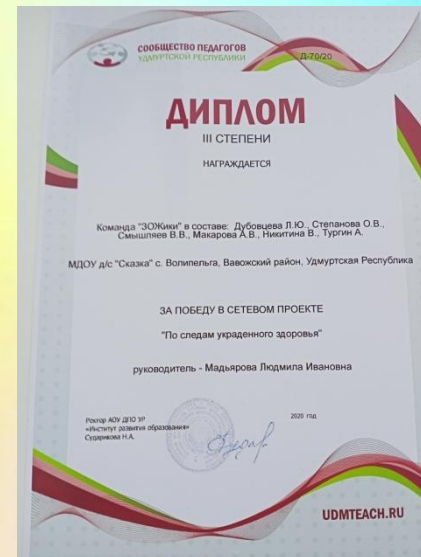 СООБЩЕСТВО ПЕДАГОГОВ
УДМУРТСКОЙ РЕСПУБЛИКИ
Д-70/20
ДИПЛОМ
III СТЕПЕНИ
НАГРАЖДАЕТСЯ
Команда "ЗОЖики" в составе: Дубовцева Л.Ю., Степанова О.В.,
Смышляев В.В., Макарова А.В., Никитина В., Тургин А.
МДОУ д/с "Сказка" с. Волипельга, Вавожский район, Удмуртская Республика
ЗА ПОБЕДУ В СЕТЕВОМ ПРОЕКТЕ
"По следам украденного здоровья"
руководитель - Мадьярова Людмила Ивановна
Ректор АОУ ДПО УР
«Институт развития образования»
Сударикова Н.А.
2020 год
UDMTEACH.RU